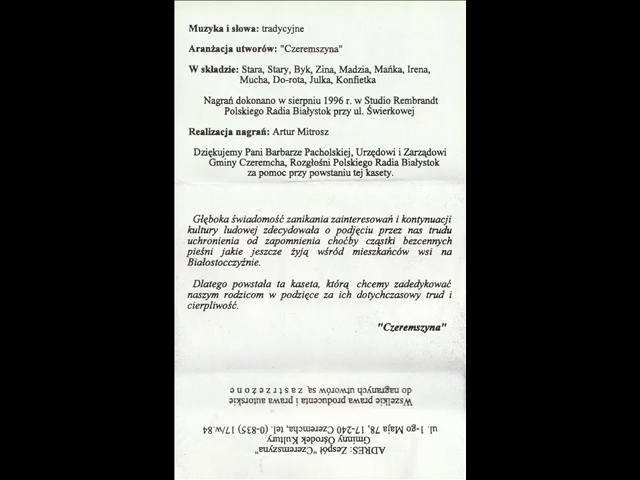 Muzyka i słowa: tradycyjne
Aranżacja utworów: "Czeremszyna"
W składzie: Stara, Stary, Byk, Zina, Madzia, Mańka, Irena,
Mucha, Do-rota, Julka, Konfietka
Nagrań dokonano w sierpniu 1996 r. w Studio Rembrandt
Polskiego Radia Białystok przy ul. Świerkowej
Realizacja nagrań: Artur Mitrosz
Dziękujemy Pani Barbarze Pacholskiej, Urzędowi i Zarządowi
Gminy Czeremcha, Rozgłośni Polskiego Radia Białystok
za pomoc przy powstaniu tej kasety.
Głęboka świadomość zanikania zainteresowań i kontynuacji
kultury ludowej zdecydowała o podjęciu przez nas trudu
uchronienia od zapomnienia choćby cząstki bezcennych
pieśni jakie jeszcze żyją wśród mieszkańców wsi na
Białostocczyźnie.
Dlatego powstała ta kaseta, którą chcemy zadedykować
naszym rodzicom w podzięce za ich dotychczasowy trud i
cierpliwość.
"Czeremszyna"
ADRES: Zespół "Czeremszyna"
Gminny Ośrodek Kultury
ul. 1-go Maja 78, 17-240 Czeremcha, tel. (0-835) 17/w.84
Wszelkie prawa producenta i prawa autorskie
do nagranych utworów są z a s t r z e ż o n e